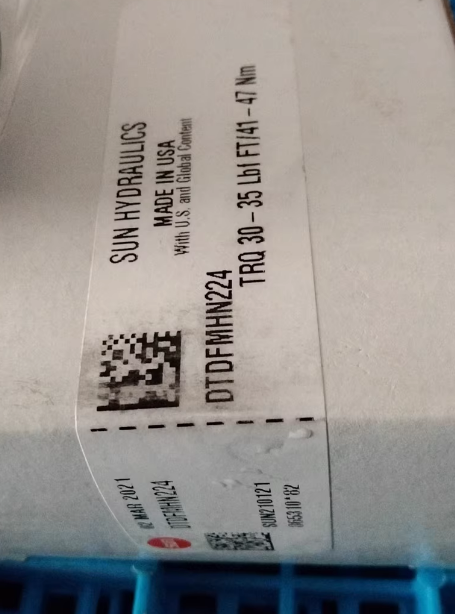 SUN HYDRAULICS
MADE IN USA
With U.S. and Global Content
DTDFMHN224
TRQ 30 - 35 Lbf FT/41 - 47 Nm
02 MAR 2021
DTDFMHN224
SUN210121